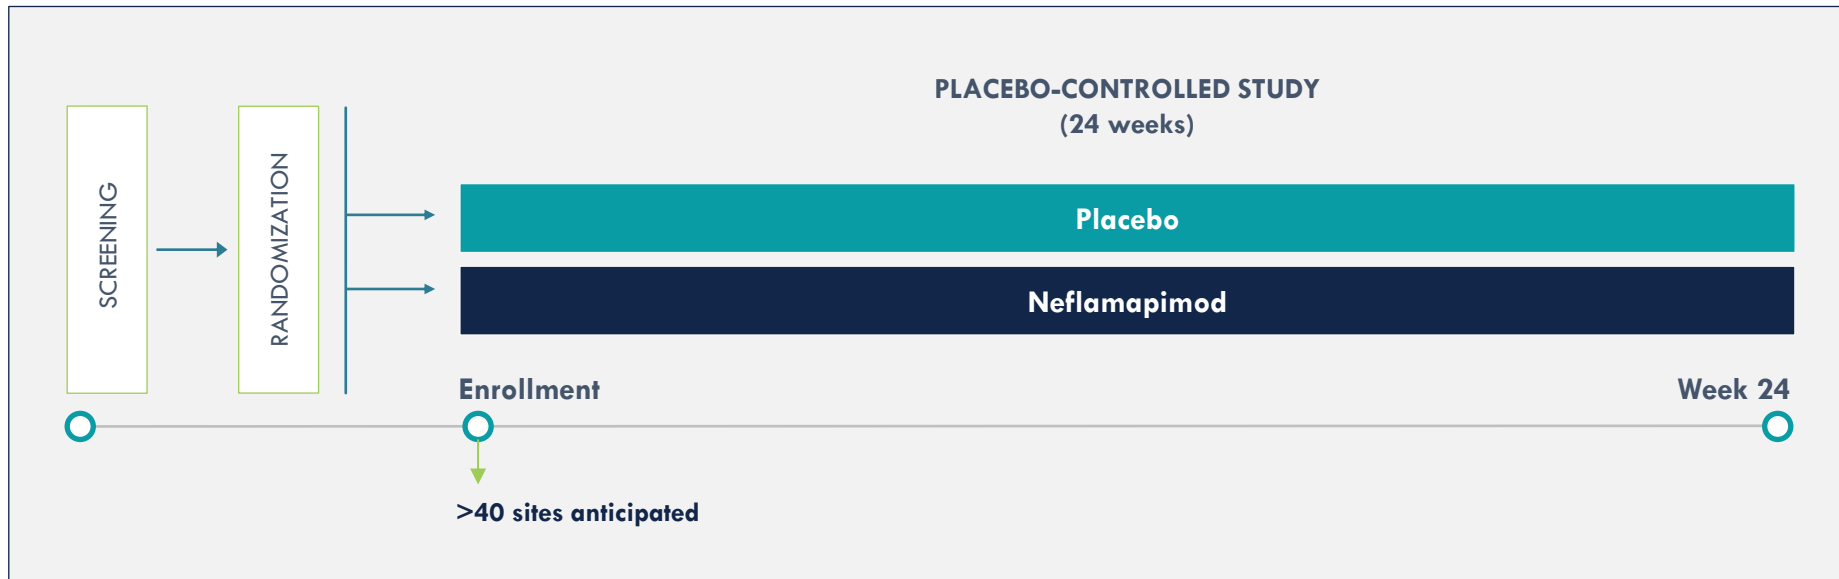 PLACEBO-CONTROLLED STUDY
(24 weeks)
SCREENING
RANDOMIZATION
Placebo
Neflamapimod
Enrollment
Week 24
>40 sites anticipated